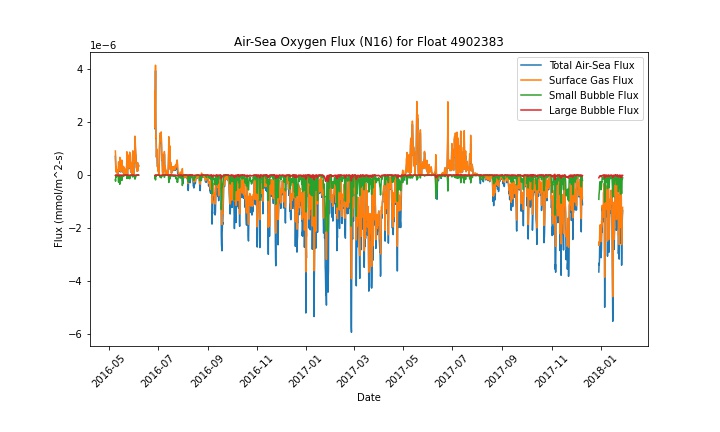 Air-Sea Oxygen Flux (N16) for Float 4902383
1e−6
Total Air-Sea Flux
Surface Gas Flux
Small Bubble Flux
Large Bubble Flux
4
2
0
−2
−4
−6
Flux (mmol/m^2-s)
2016-05
2016-07
2016-09
2016-11
2017-01
2017-03
2017-05
2017-07
2017-09
2017-11
2018-01
Date